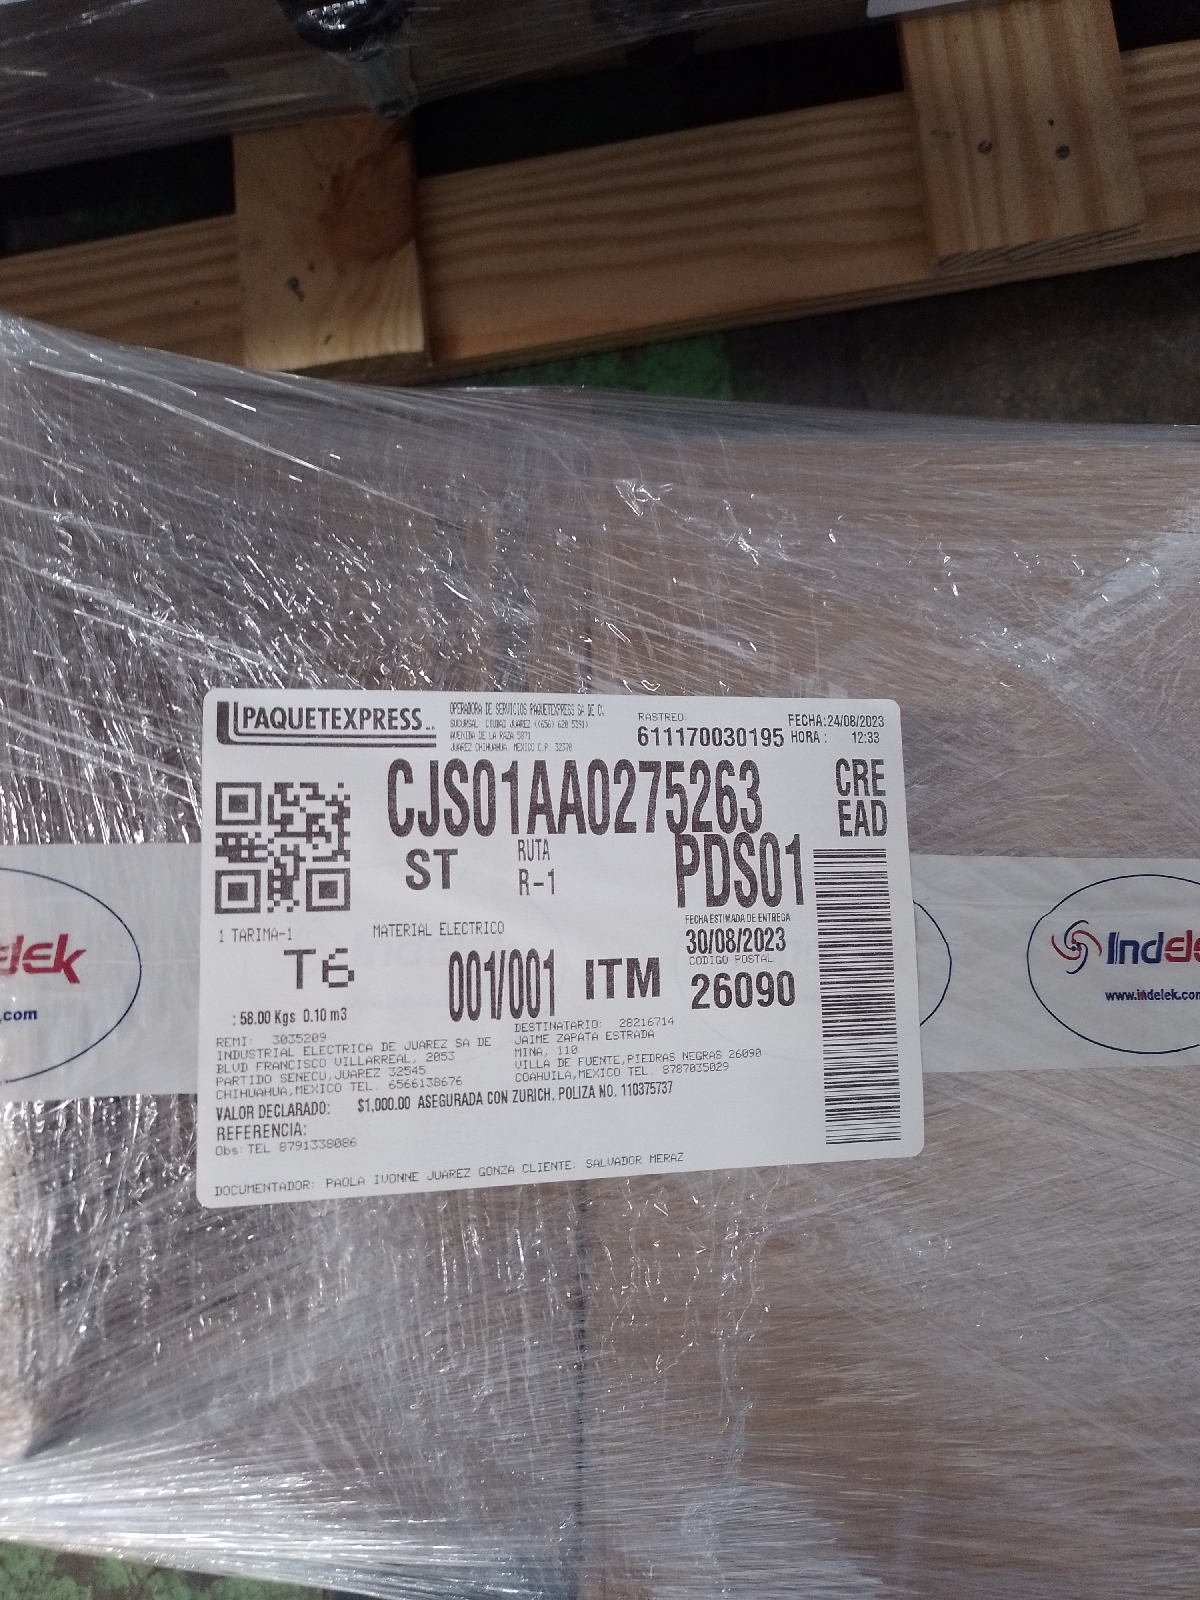 PAQUETEXPRESS
OPERADORA DE SERVICIOS PAQUETEXPRESS SA DE C.
SUCURSAL CIUDAD JUAREZ ((656) 620 5391)
AVENIDA DE LA RAZA 5871
JUAREZ CHIHUAHUA, MEXICO C.P. 32370
RASTREO
611170030195
FECHA:24/08/2023
HORA: 12:33
CJS01AA0275263
CRE
EAD
ST
RUTA
R-1
PDS01
1 TARIMA-1
MATERIAL ELECTRICO
FECHA ESTIMADA DE ENTREGA
30/08/2023
T6
001/001
ITM
CODIGO POSTAL
26090
: 58.00 Kgs 0.10 m3
REMI: 3035209
INDUSTRIAL ELECTRICA DE JUAREZ SA DE
BLVD FRANCISCO VILLARREAL, 2053
PARTIDO SENECU,JUAREZ 32545
CHIHUAHUA,MEXICO TEL. 6566138676
DESTINATARIO: 28216714
JAIME ZAPATA ESTRADA
MINA, 110
VILLA DE FUENTE,PIEDRAS NEGRAS 26090
COAHUILA,MEXICO TEL. 8787035029
VALOR DECLARADO: $1,000.00 ASEGURADA CON ZURICH. POLIZA NO. 110375737
REFERENCIA:
Obs: TEL 8791338086
DOCUMENTADOR: PAOLA IVONNE JUAREZ GONZA CLIENTE: SALVADOR MERAZ
delek
.com
Indele
www.indelek.com